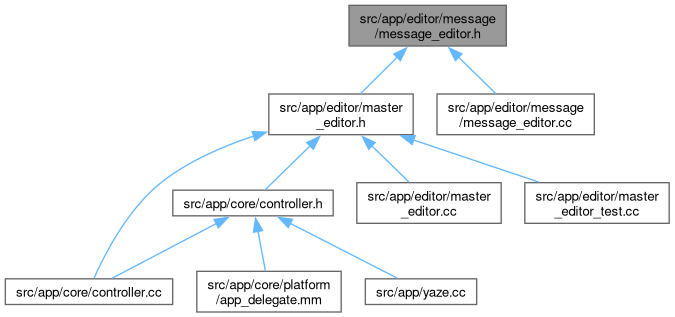 src/app/editor/message
/message_editor.h
src/app/editor/master
_editor.h
src/app/editor/message
/message_editor.cc
src/app/core/controller.h
src/app/editor/master
_editor.cc
src/app/editor/master
_editor_test.cc
src/app/core/controller.cc
src/app/core/platform
/app_delegate.mm
src/app/yaze.cc